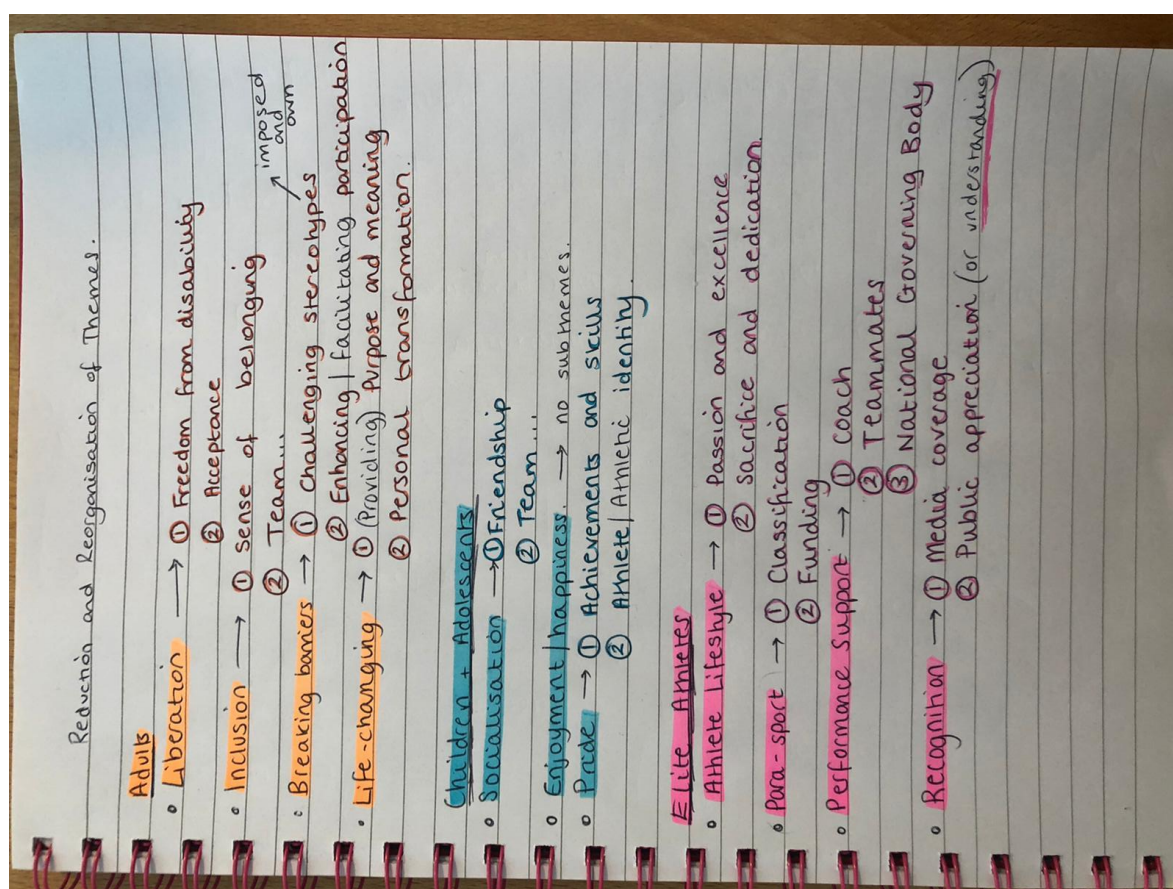 Reduction and Reorganisation of Themes.
Adults
• Liberation → ① Freedom from disability
② Acceptance
• Inclusion → ① sense of belonging
② Team...
imposed and own
• Breaking barriers → ① Challenging stereotypes
② Enhancing/facilitating participation
• Life-changing → ① (Providing) Purpose and meaning
② Personal transformation.
Children + Adolescents
• Socialisation → ① Friendship
② Team...
• Enjoyment/happiness. → no subthemes.
• Pride → ① Achievements and skills
② Athlete/Athletic identity.
Elite Athletes
• Athlete Lifestyle → ① Passion and excellence
② Sacrifice and dedication.
• Para-sport → ① Classification
② Funding
• Performance Support → ① Coach
② Teammates
③ National Governing Body
• Recognition → ① Media coverage
② Public appreciation (or understanding)